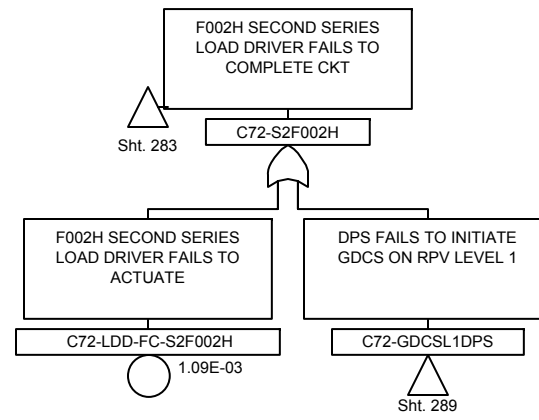 F002H SECOND SERIES
LOAD DRIVER FAILS TO
COMPLETE CKT
Sht. 283
C72-S2F002H
F002H SECOND SERIES
LOAD DRIVER FAILS TO
ACTUATE
C72-LDD-FC-S2F002H
1.09E-03
DPS FAILS TO INITIATE
GDCS ON RPV LEVEL 1
C72-GDCSL1DPS
Sht. 289